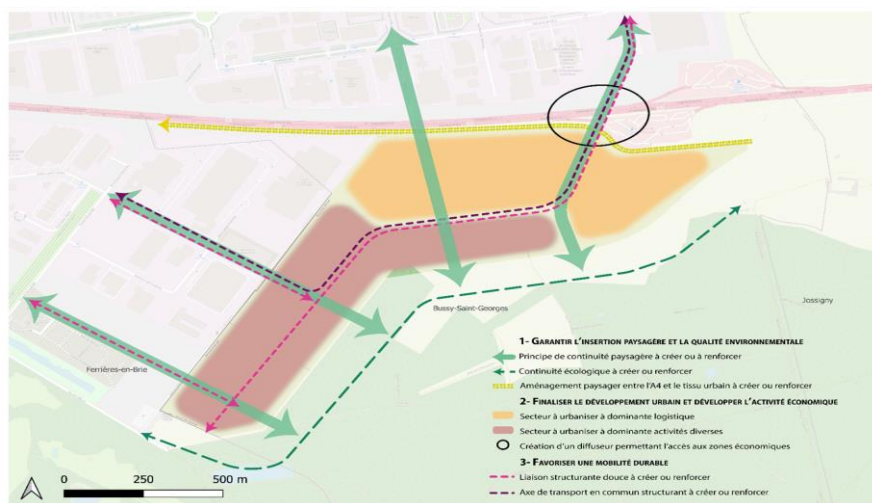 Bussy-Saint-Georges
Jossigny
Ferrières-en-Brie
1- GARANTIR L'INSERTION PAYSAGÈRE ET LA QUALITÉ ENVIRONNEMENTALE
Principe de continuité paysagère à créer ou à renforcer
Continuité écologique à créer ou renforcer
Aménagement paysager entre l'A4 et le tissu urbain à créer ou renforcer
2- FINALISER LE DÉVELOPPEMENT URBAIN ET DÉVELOPPER L'ACTIVITÉ ÉCONOMIQUE
Secteur à urbaniser à dominante logistique
Secteur à urbaniser à dominante activités diverses
Création d'un diffuseur permettant l'accès aux zones économiques
3- FAVORISER UNE MOBILITÉ DURABLE
Liaison structurante douce à créer ou renforcer
Axe de transport en commun structurant à créer ou renforcer
0 250 500 m